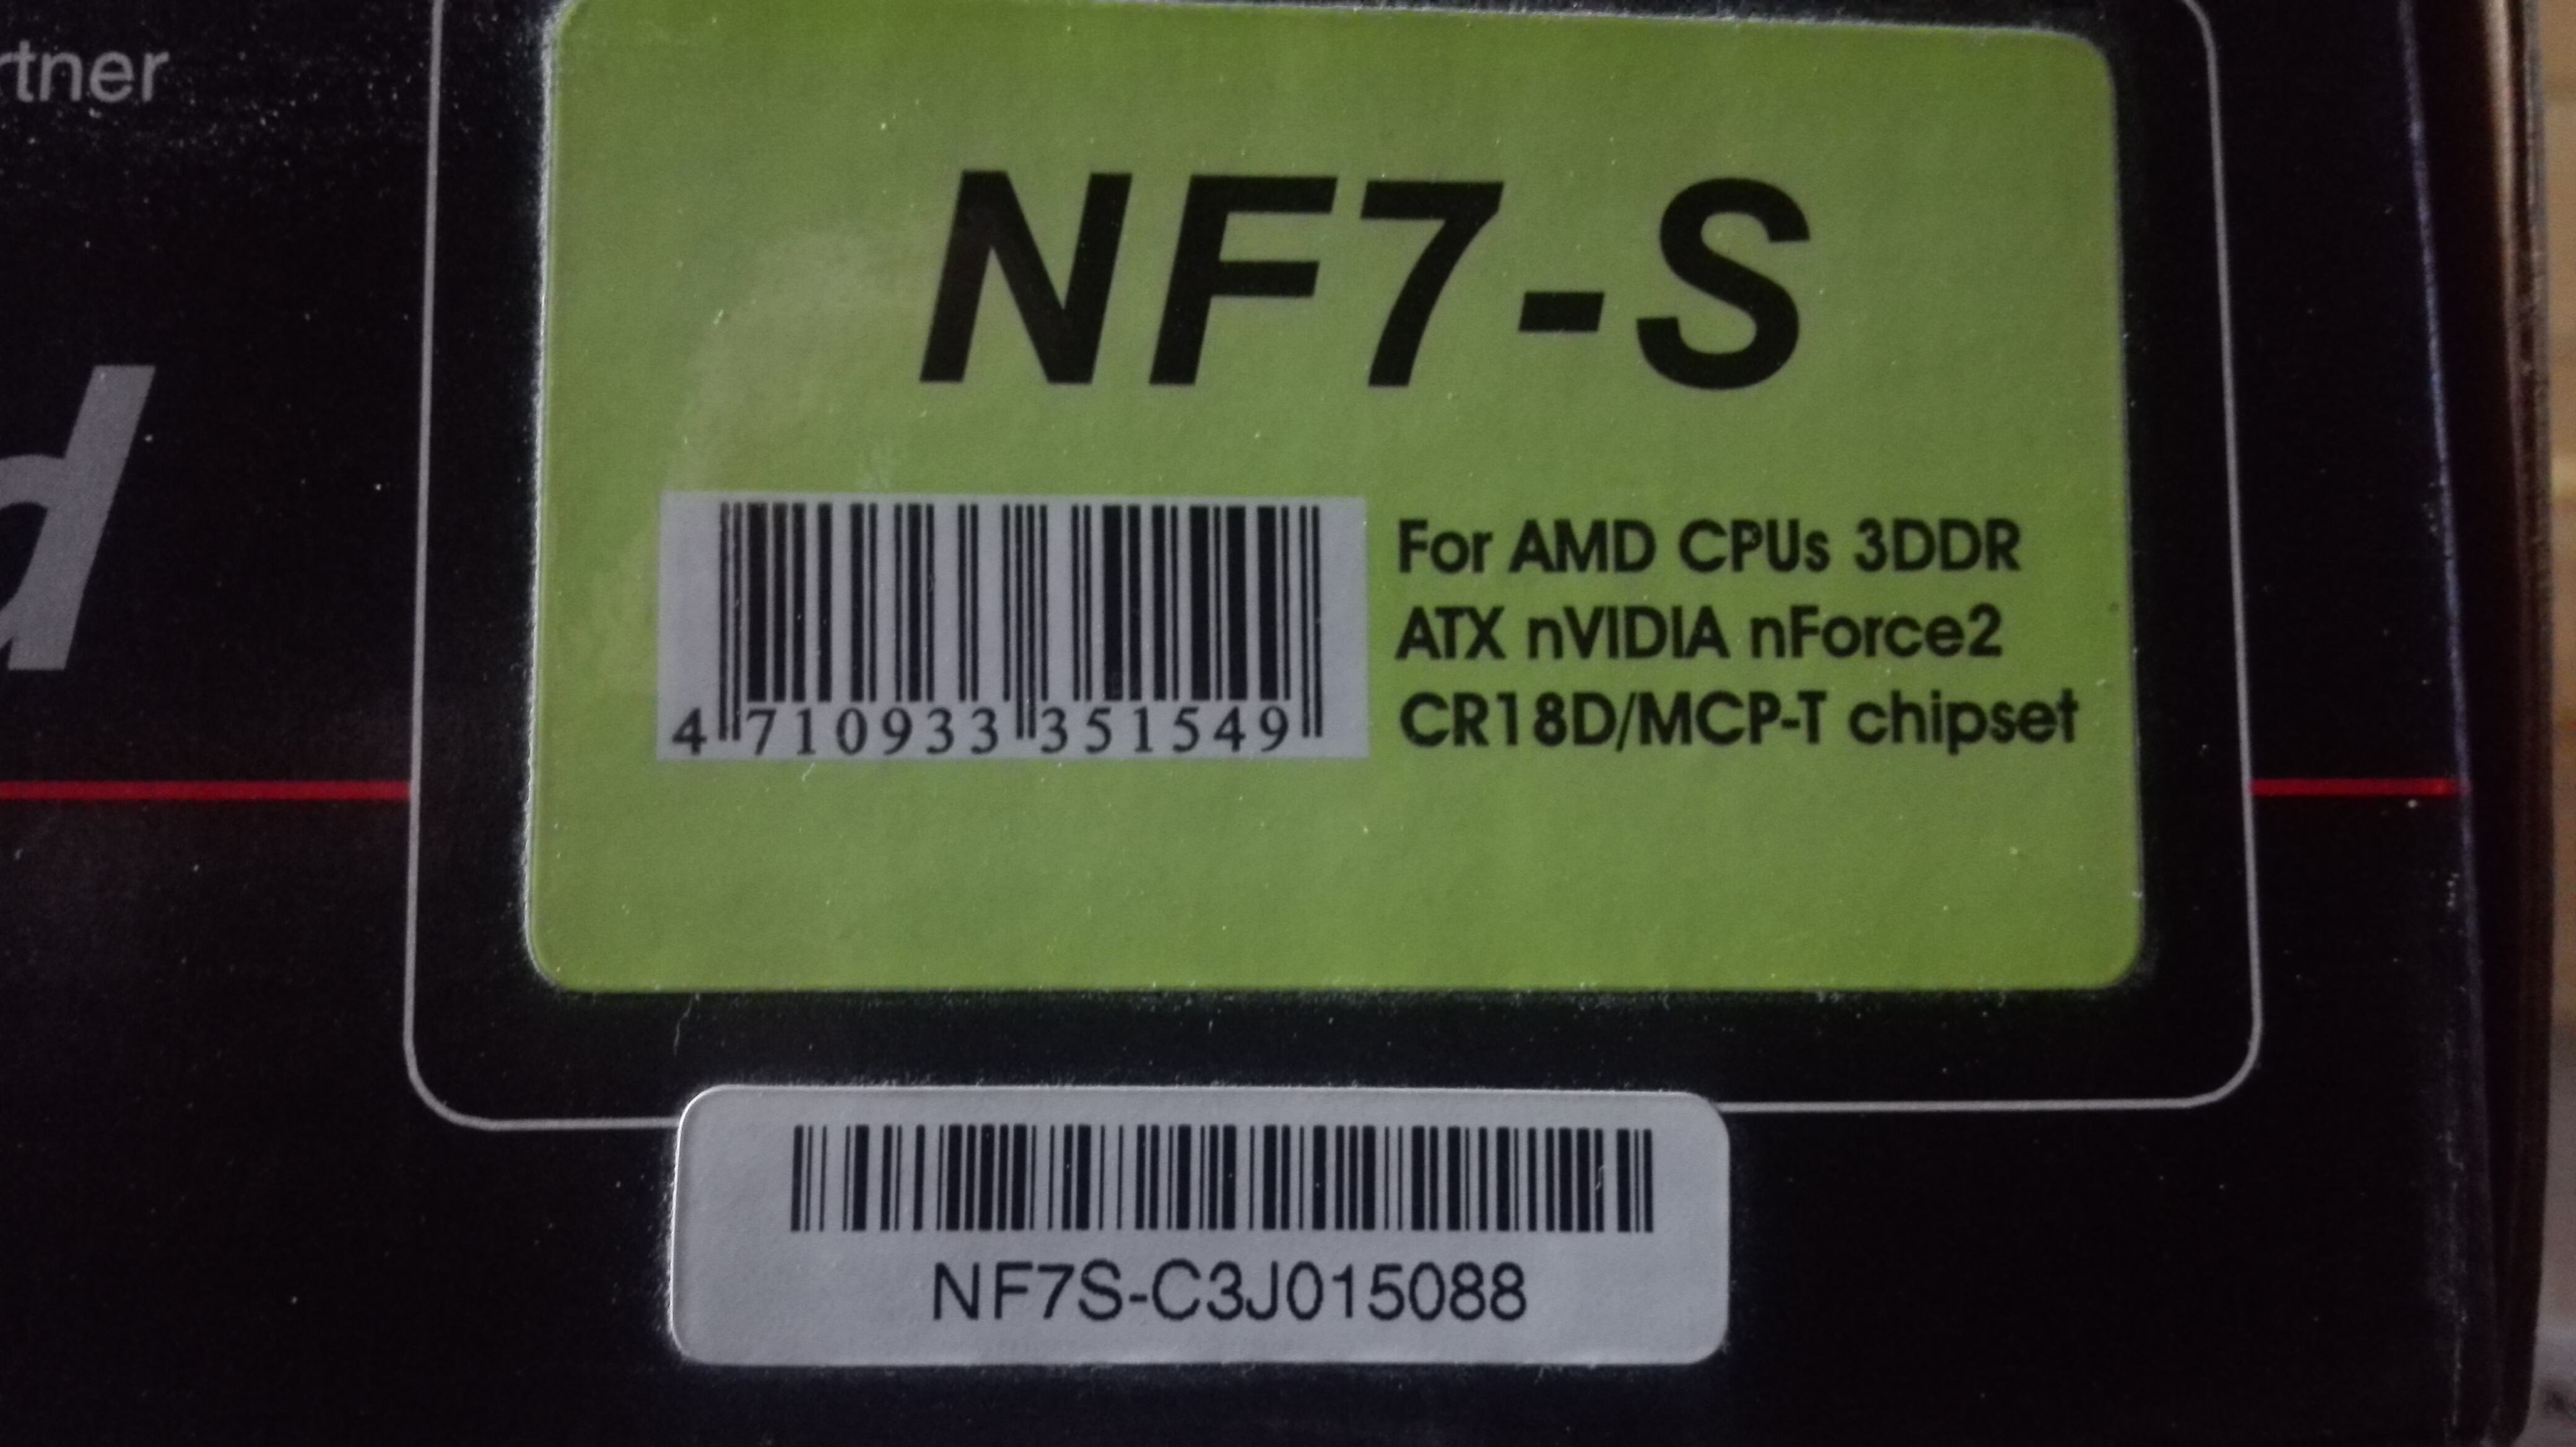 rtner
NF7-S
d
For AMD CPUs 3DDR
ATX nVIDIA nForce2
CR18D/MCP-T chipset
4 710933 351549
NF7S-C3J015088